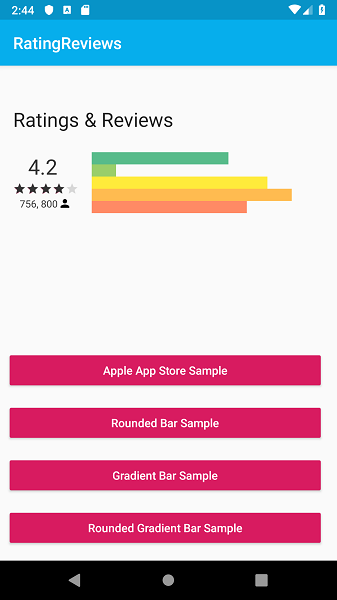 2:44
RatingReviews
Ratings & Reviews
4.2
756, 800
Apple App Store Sample
Rounded Bar Sample
Gradient Bar Sample
Rounded Gradient Bar Sample